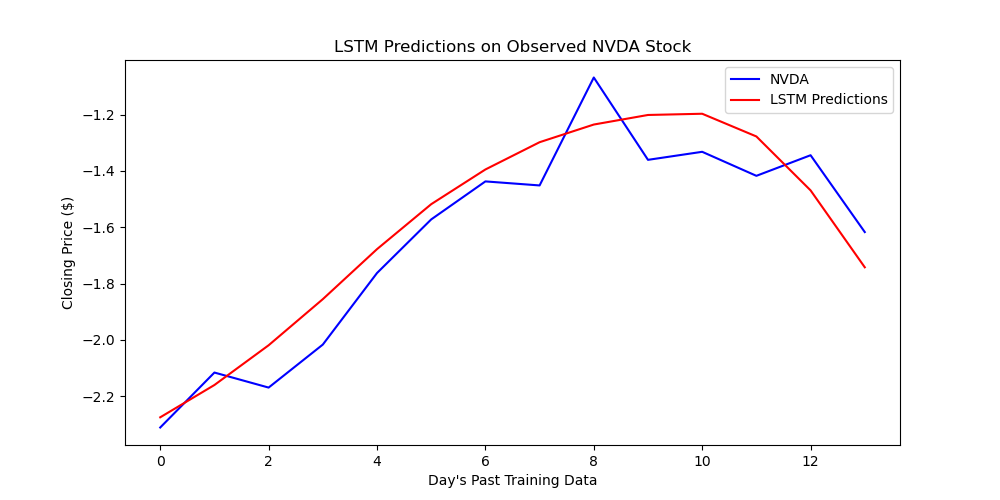 LSTM Predictions on Observed NVDA Stock
NVDA
LSTM Predictions
Closing Price ($)
−1.2
−1.4
−1.6
−1.8
−2.0
−2.2
0 2 4 6 8 10 12
Day's Past Training Data